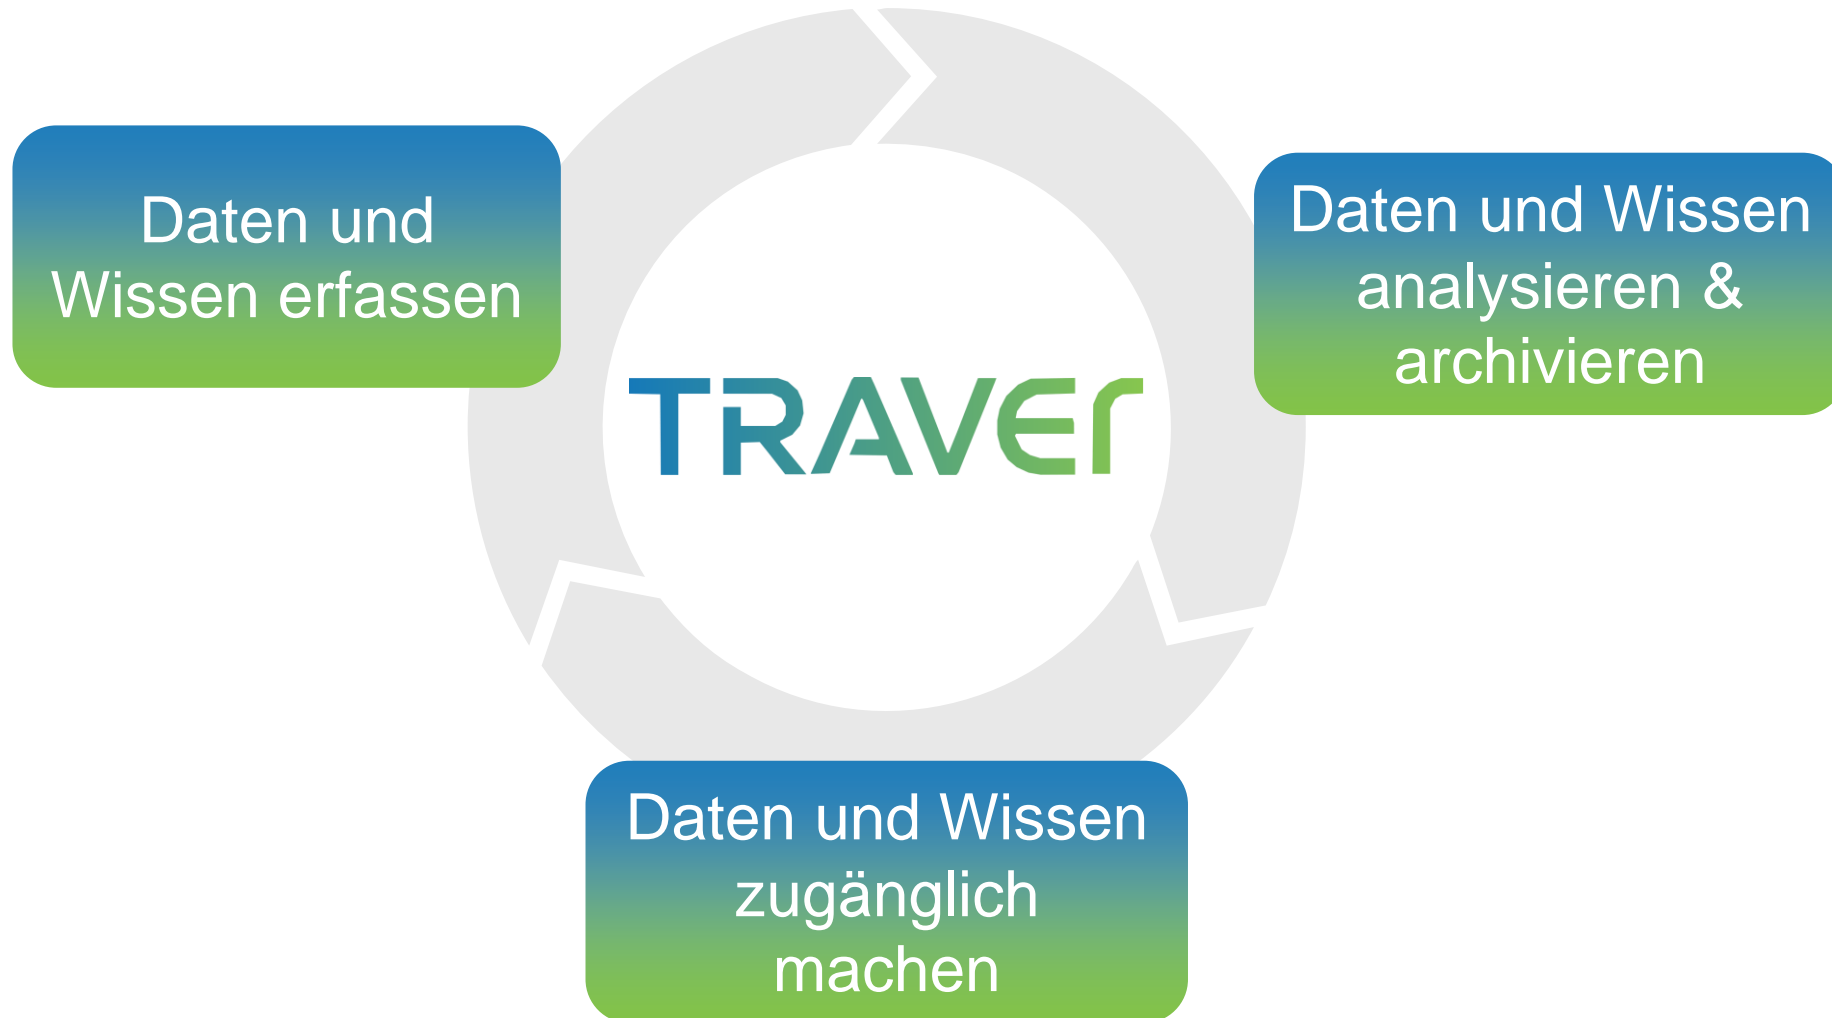 Daten und
Wissen erfassen
Daten und Wissen
analysieren &
archivieren
TRAVEr
Daten und Wissen
zugänglich
machen